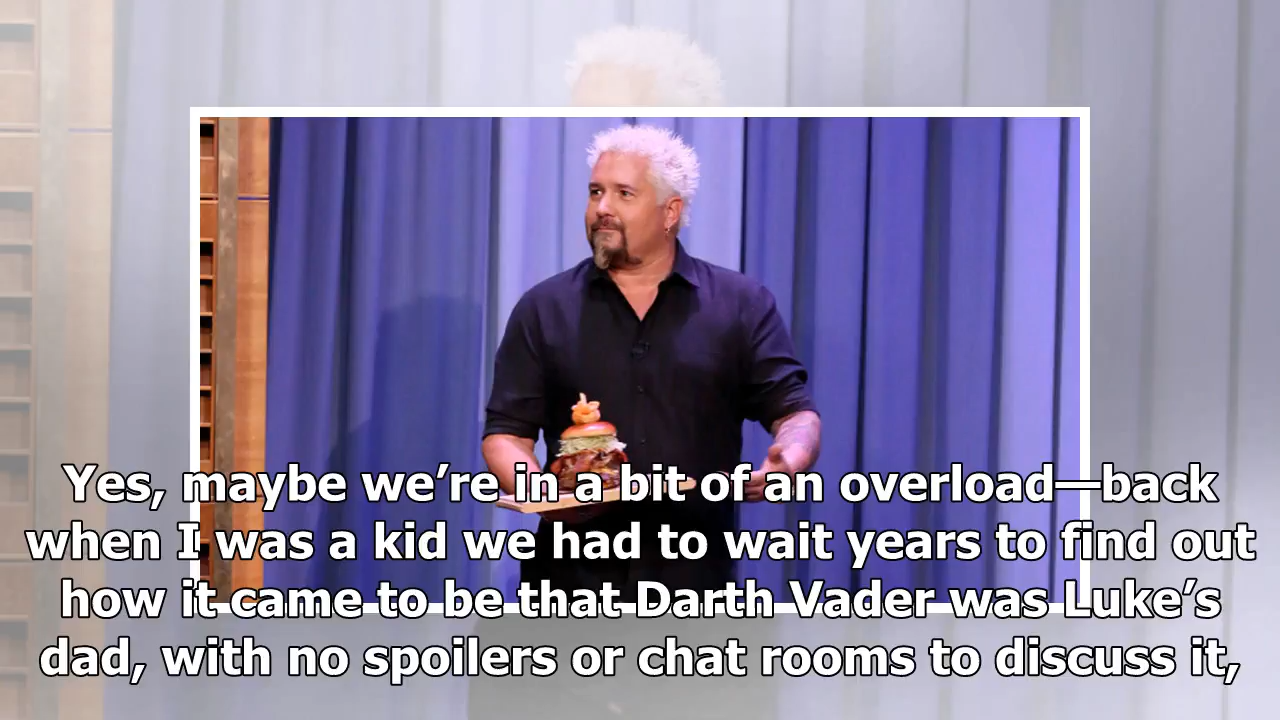 Yes, maybe we’re in a bit of an overload—back
when I was a kid we had to wait years to find out
how it came to be that Darth Vader was Luke’s
dad, with no spoilers or chat rooms to discuss it,